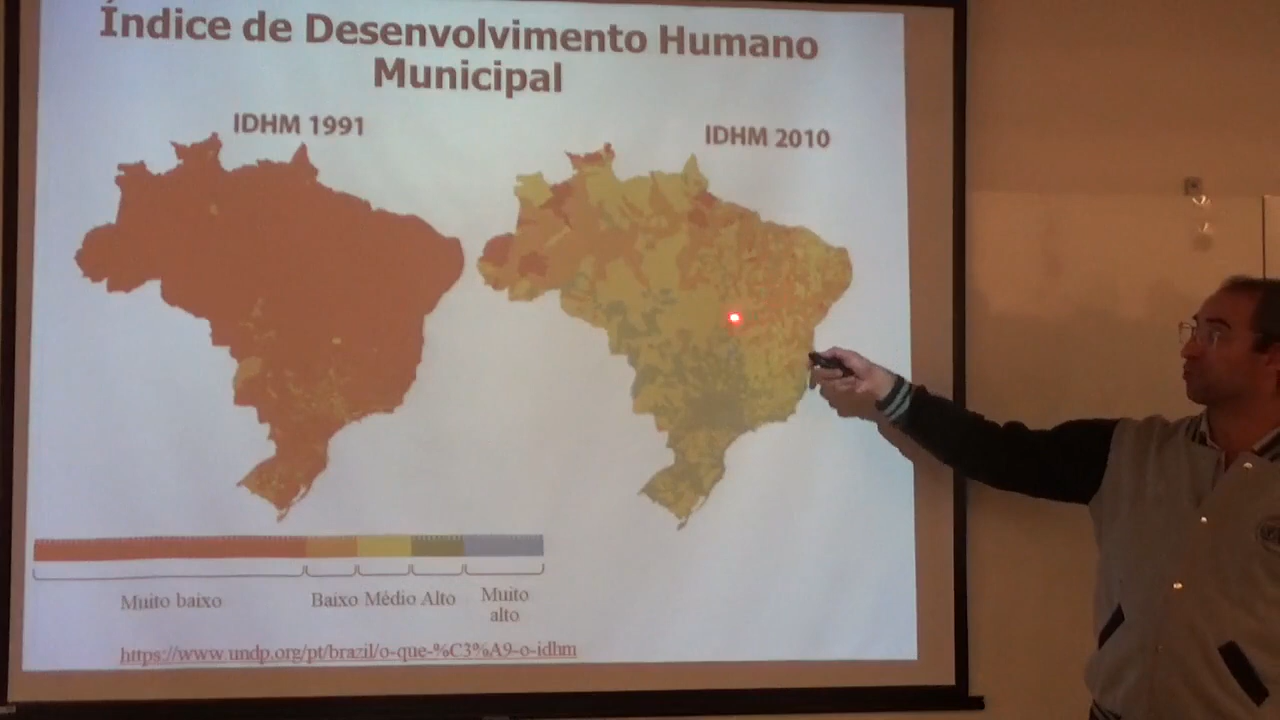 Índice de Desenvolvimento Humano
Municipal
IDHM 1991
IDHM 2010
Muito baixo
Baixo Médio Alto
Muito
alto
https://www.undp.org/pt/brazil/o-que-%C3%A9-o-idhm